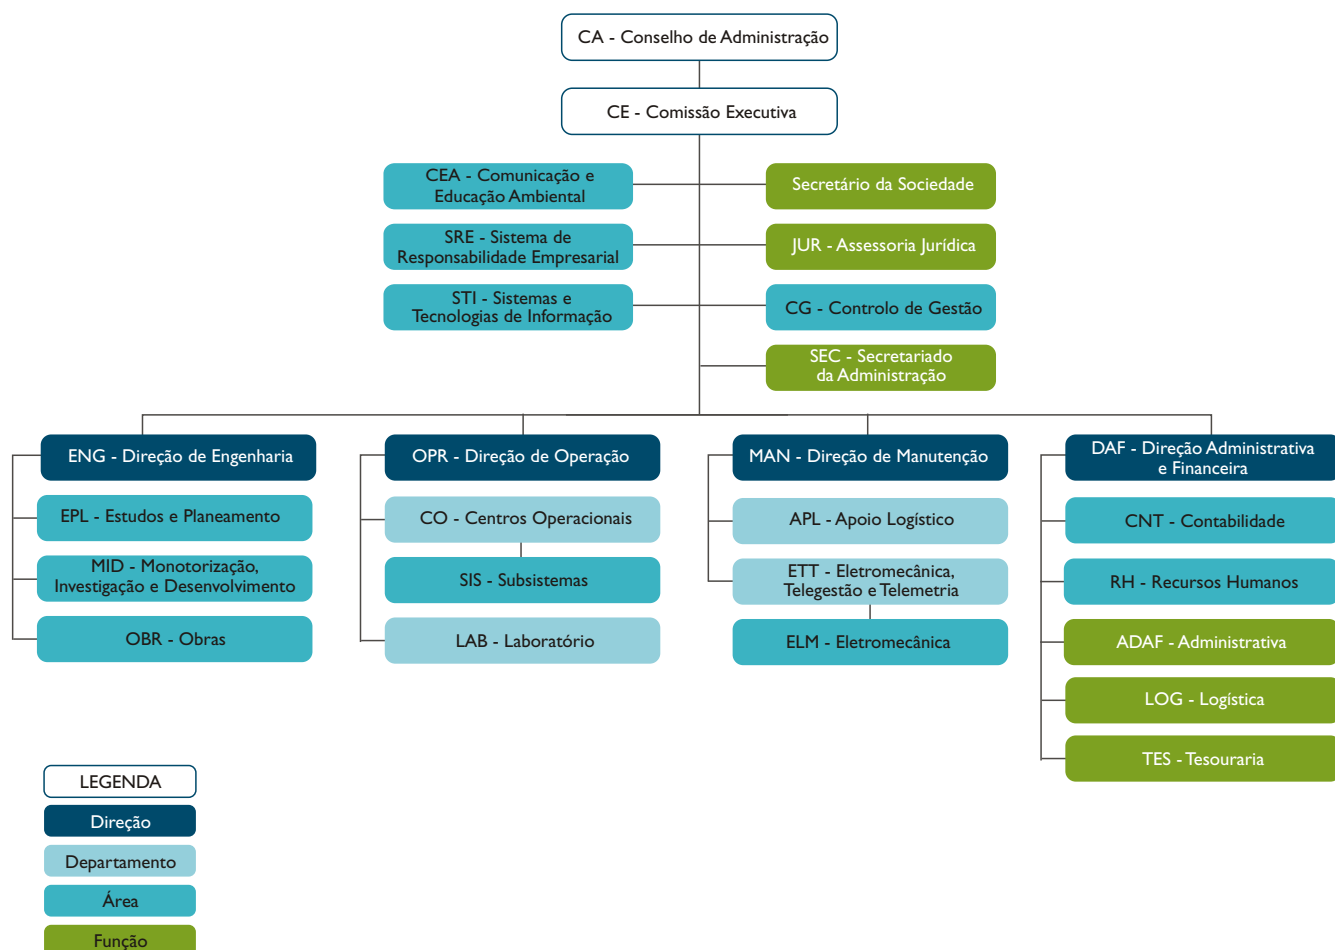 CA - Conselho de Administração
CE - Comissão Executiva
CEA - Comunicação e
Educação Ambiental
Secretário da Sociedade
SRE - Sistema de
Responsabilidade Empresarial
JUR - Assessoria Jurídica
STI - Sistemas e
Tecnologias de Informação
CG - Controlo de Gestão
SEC - Secretariado
da Administração
ENG - Direção de Engenharia
EPL - Estudos e Planeamento
MID - Monotorização,
Investigação e Desenvolvimento
OBR - Obras
OPR - Direção de Operação
CO - Centros Operacionais
SIS - Subsistemas
LAB - Laboratório
MAN - Direção de Manutenção
APL - Apoio Logístico
ETT - Eletromecânica,
Telegestão e Telemetria
ELM - Eletromecânica
DAF - Direção Administrativa
e Financeira
CNT - Contabilidade
RH - Recursos Humanos
ADAF - Administrativa
LOG - Logística
TES - Tesouraria
LEGENDA
Direção
Departamento
Área
Função